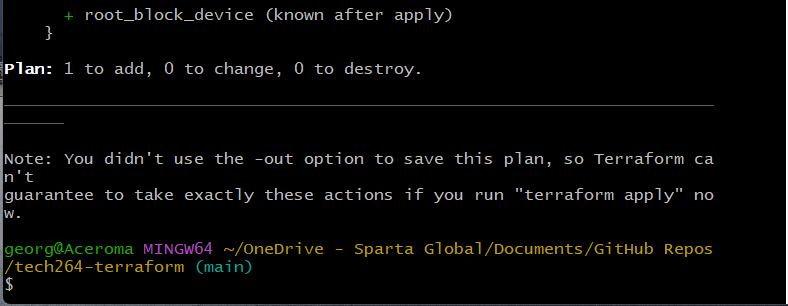 + root_block_device (known after apply)
}
Plan: 1 to add, 0 to change, 0 to destroy.
Note: You didn't use the -out option to save this plan, so Terraform ca
n't
guarantee to take exactly these actions if you run "terraform apply" no
w.
georg@Aceroma MINGW64 ~/OneDrive - Sparta Global/Documents/GitHub Repos
/tech264-terraform (main)
$